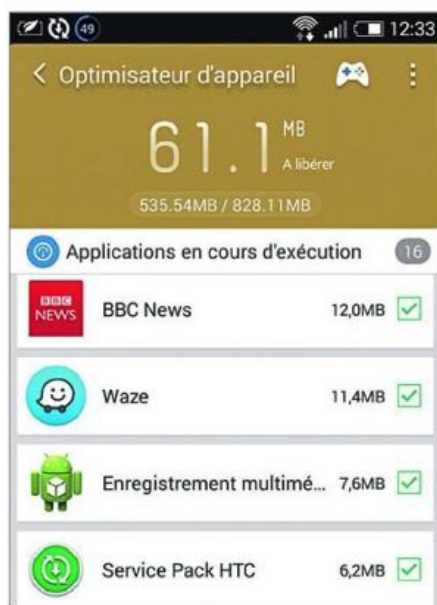 49 12:33
Optimisateur d'appareil
61.1 MB
A libérer
535.54MB / 828.11MB
Applications en cours d'exécution 16
BBC NEWS BBC News 12,0MB
Waze 11,4MB
Enregistrement multimé... 7,6MB
Service Pack HTC 6,2MB